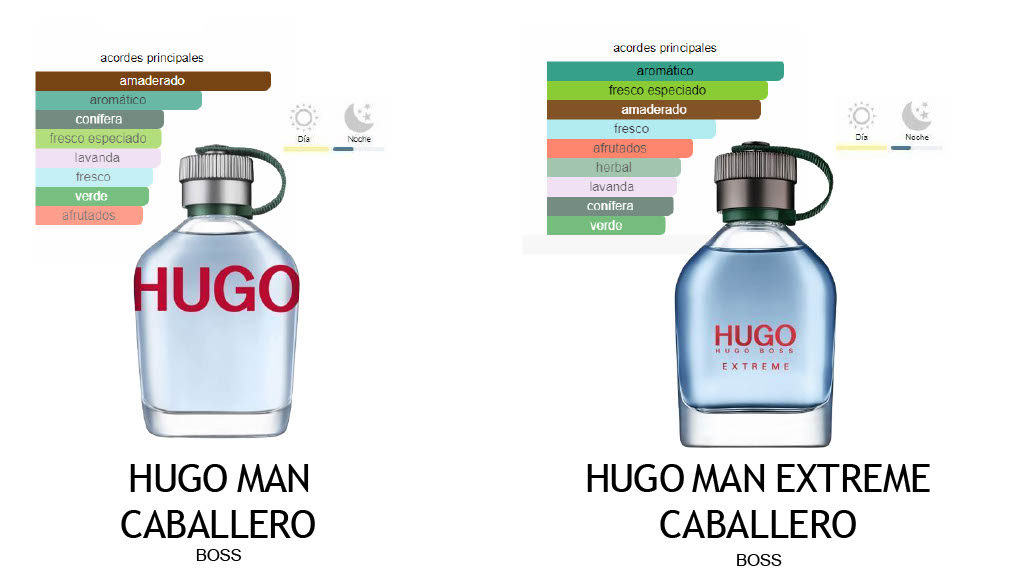 acordes principales
amaderado
aromático
conífera
fresco especiado
lavanda
fresco
verde
afrutados
Día
Noche
HUGO
HUGO MAN
CABALLERO
BOSS
acordes principales
aromático
fresco especiado
amaderado
fresco
afrutados
herbal
lavanda
conífera
verde
Día
Noche
HUGO
HUGO BOSS
EXTREME
HUGO MAN EXTREME
CABALLERO
BOSS